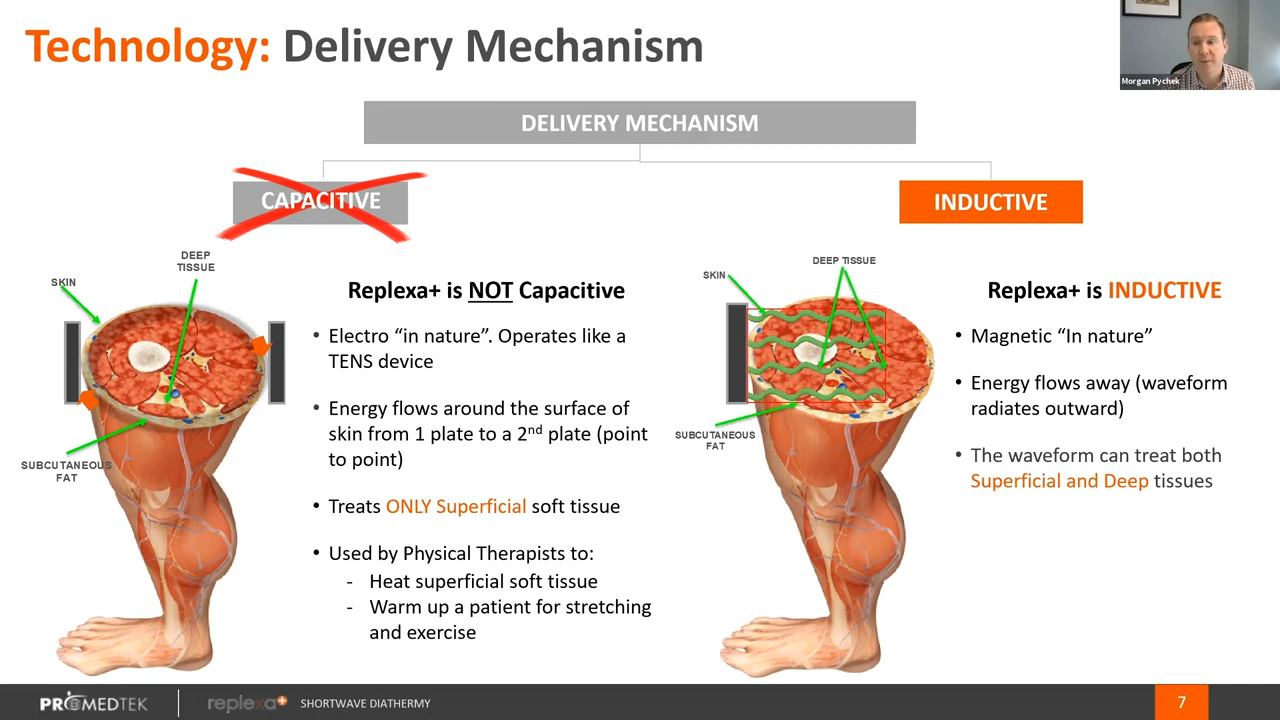 Technology: Delivery Mechanism
Morgan Pychek
DELIVERY MECHANISM
CAPACITIVE
INDUCTIVE
DEEP
TISSUE
SKIN
SUBCUTANEOUS
FAT
Replexa+ is NOT Capacitive
• Electro “in nature”. Operates like a
TENS device
• Energy flows around the surface of
skin from 1 plate to a 2nd plate (point
to point)
• Treats ONLY Superficial soft tissue
• Used by Physical Therapists to:
- Heat superficial soft tissue
- Warm up a patient for stretching
and exercise
DEEP TISSUE
SKIN
SUBCUTANEOUS
FAT
Replexa+ is INDUCTIVE
• Magnetic “In nature”
• Energy flows away (waveform
radiates outward)
• The waveform can treat both
Superficial and Deep tissues
PROMEDTEK
replexa+
SHORTWAVE DIATHERMY
7